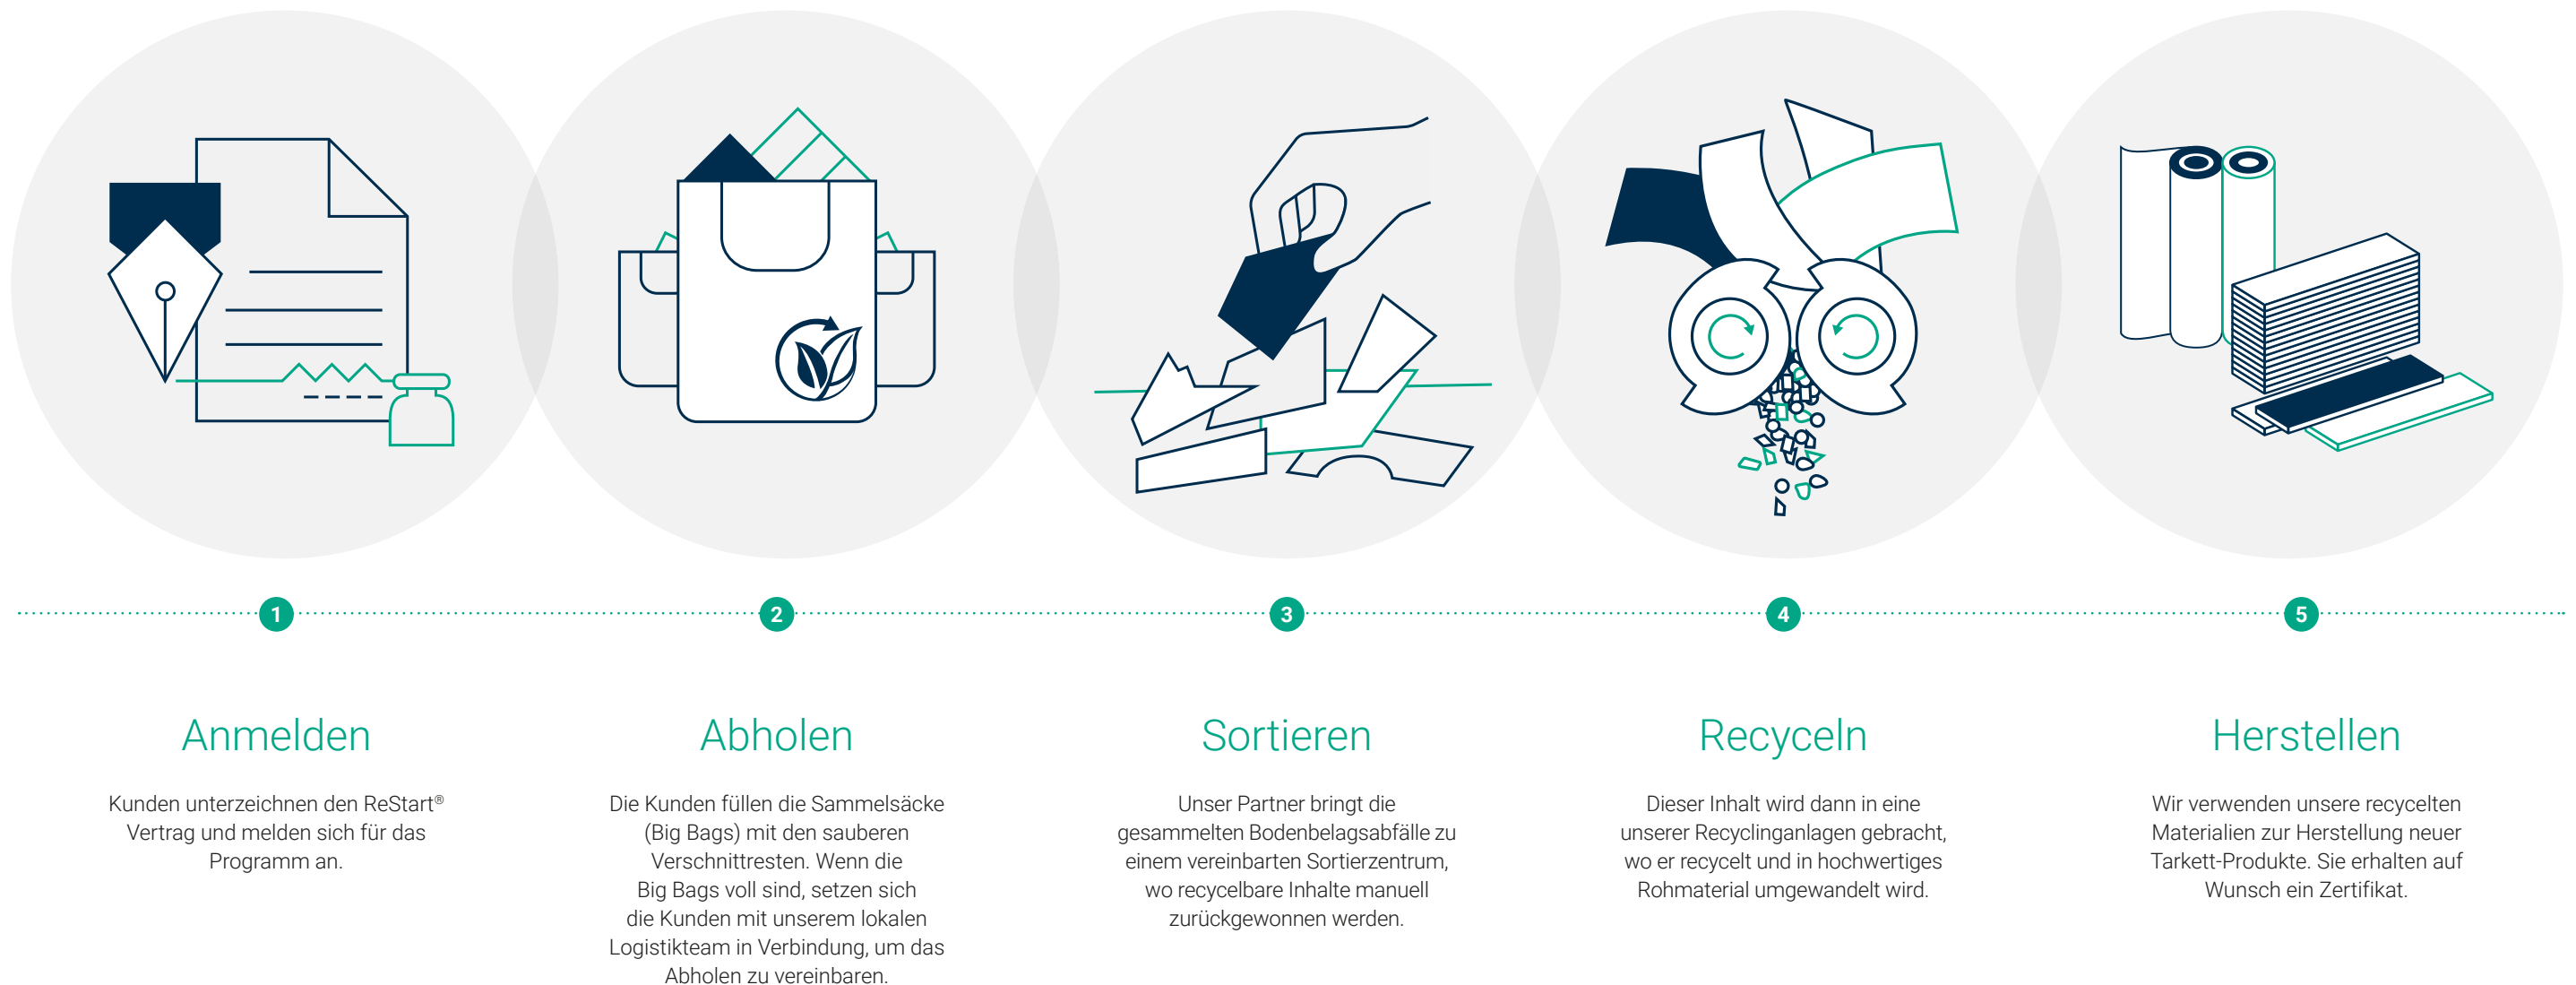 1
Anmelden
Kunden unterzeichnen den ReStart®
Vertrag und melden sich für das
Programm an.
2
Abholen
Die Kunden füllen die Sammelsäcke
(Big Bags) mit den sauberen
Verschnittresten. Wenn die
Big Bags voll sind, setzen sich
die Kunden mit unserem lokalen
Logistikteam in Verbindung, um das
Abholen zu vereinbaren.
3
Sortieren
Unser Partner bringt die
gesammelten Bodenbelagsabfälle zu
einem vereinbarten Sortierzentrum,
wo recycelbare Inhalte manuell
zurückgewonnen werden.
4
Recyceln
Dieser Inhalt wird dann in eine
unserer Recyclinganlagen gebracht,
wo er recycelt und in hochwertiges
Rohmaterial umgewandelt wird.
5
Herstellen
Wir verwenden unsere recycelten
Materialien zur Herstellung neuer
Tarkett-Produkte. Sie erhalten auf
Wunsch ein Zertifikat.